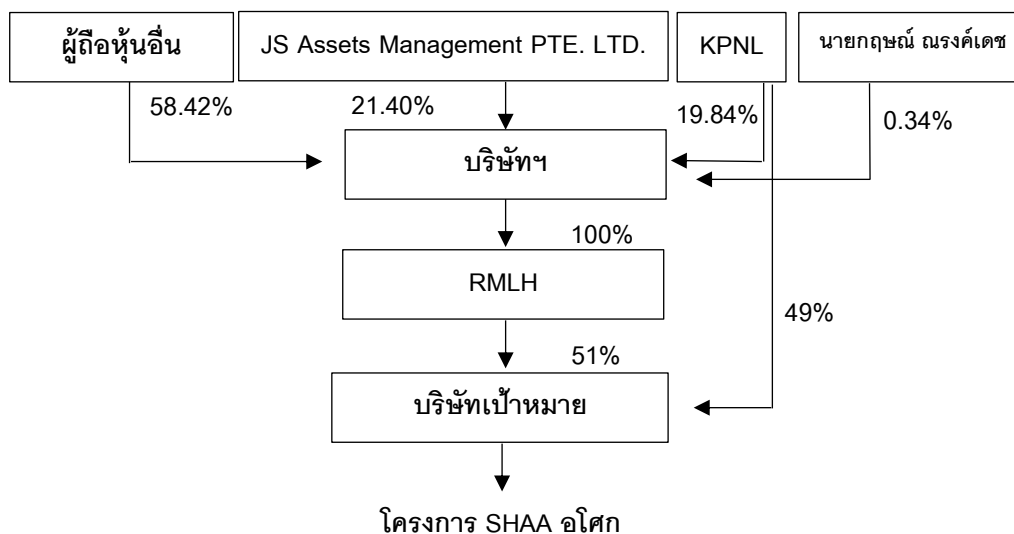 ผู้ถือหุ้นอื่น
JS Assets Management PTE. LTD.
KPNL
นายกฤษณ์ ณรงค์เดช
58.42%
21.40%
19.84%
0.34%
บริษัทฯ
100%
RMLH
49%
51%
บริษัทเป้าหมาย
โครงการ SHAA อโศก